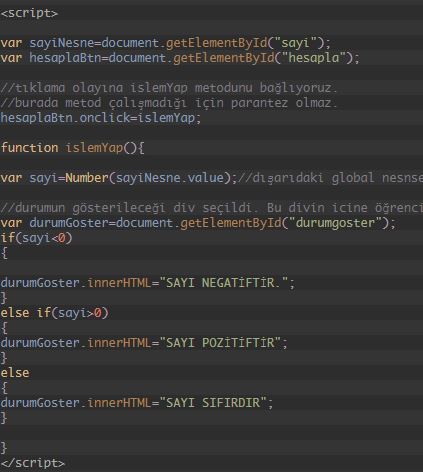 <script>
var sayiNesne=document.getElementById("sayi");
var hesaplaBtn=document.getElementById("hesapla");
//tıklama olayına islemYap metodunu bağlıyoruz.
//burada metod çalışmadığı için parantez olmaz.
hesaplaBtn.onclick=islemYap;
function islemYap(){
var sayi=Number(sayiNesne.value);//dışarıdaki global nesnse
//durumun gösterileceği div seçildi. Bu divin icine öğrenci
var durumGoster=document.getElementById("durumgoster");
if(sayi<0)
{
durumGoster.innerHTML="SAYI NEGATİFTİR.";
}
else if(sayi>0)
{
durumGoster.innerHTML="SAYI POZİTİFTİR";
}
else
{
durumGoster.innerHTML="SAYI SIFIRDIR";
}
}
</script>